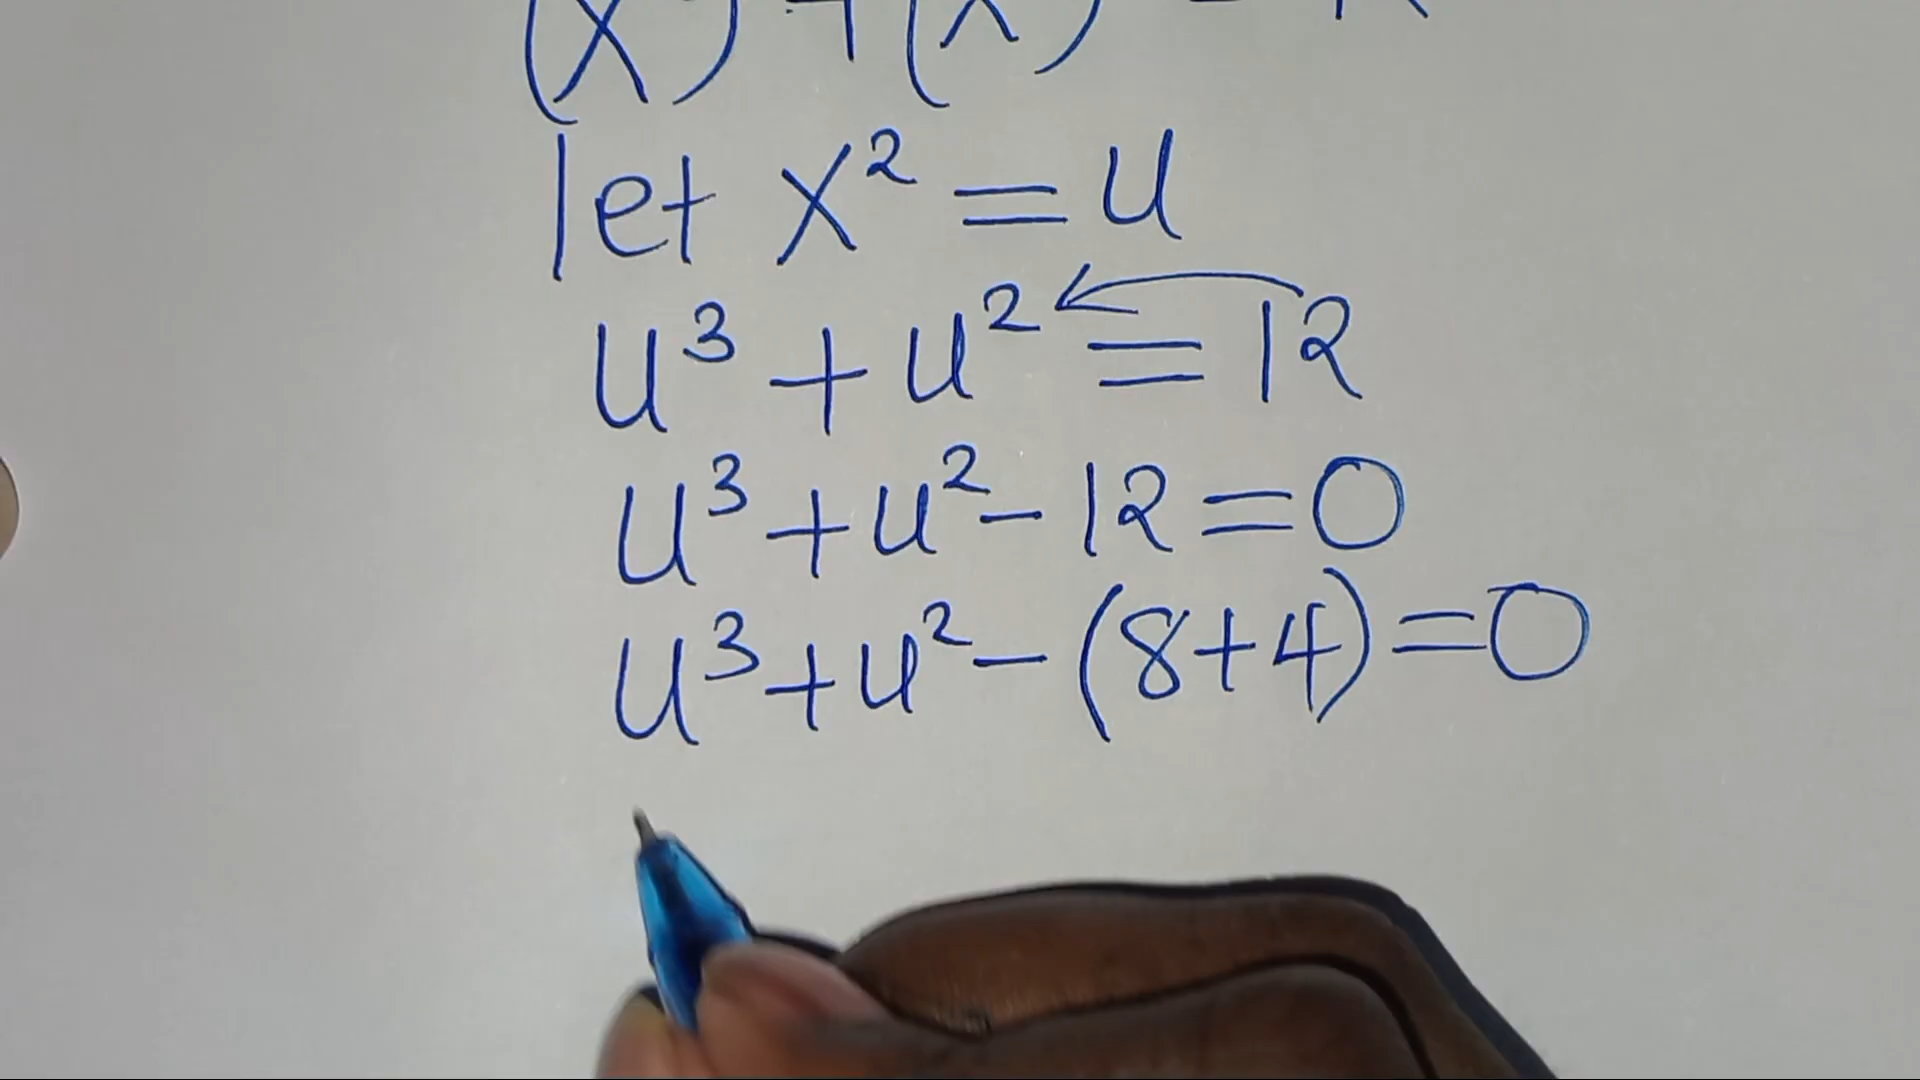 (x) + (x) =
let x² = u
u³ + u² = 12
u³ + u² - 12 = 0
u³ + u² - (8 + 4) = 0